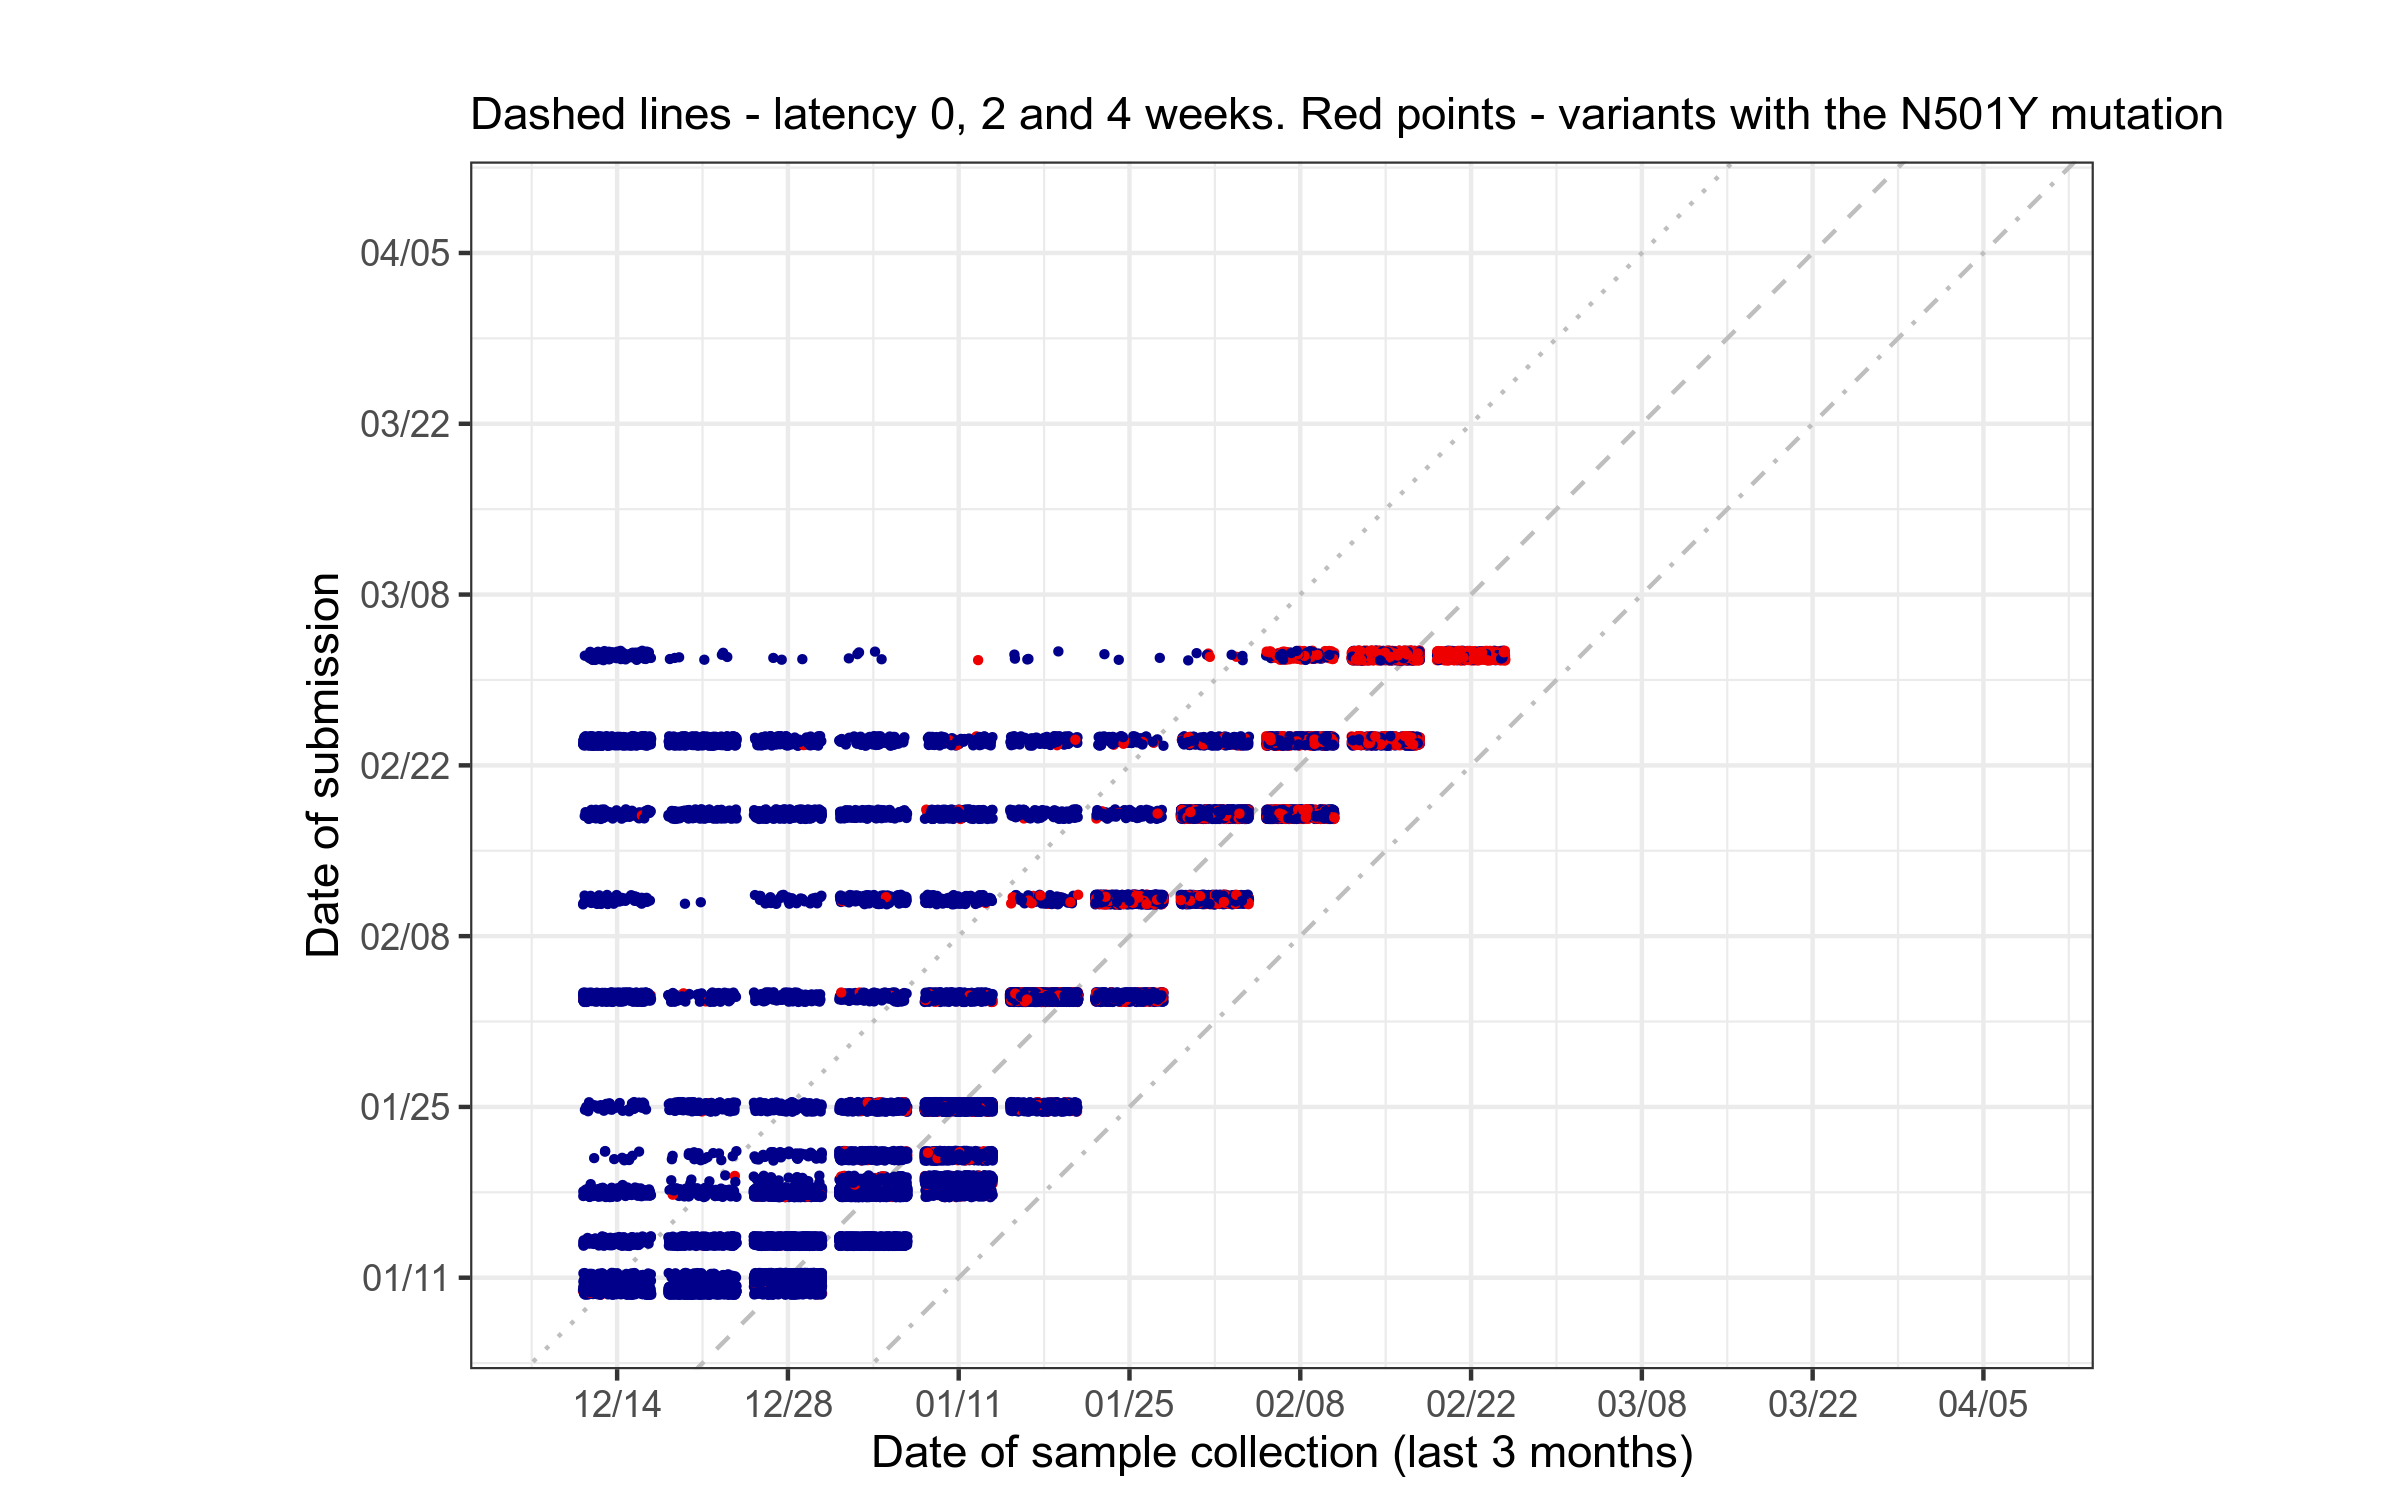 Dashed lines - latency 0, 2 and 4 weeks. Red points - variants with the N501Y mutation
Date of submission
04/05
03/22
03/08
02/22
02/08
01/25
01/11
12/14 12/28 01/11 01/25 02/08 02/22 03/08 03/22 04/05
Date of sample collection (last 3 months)